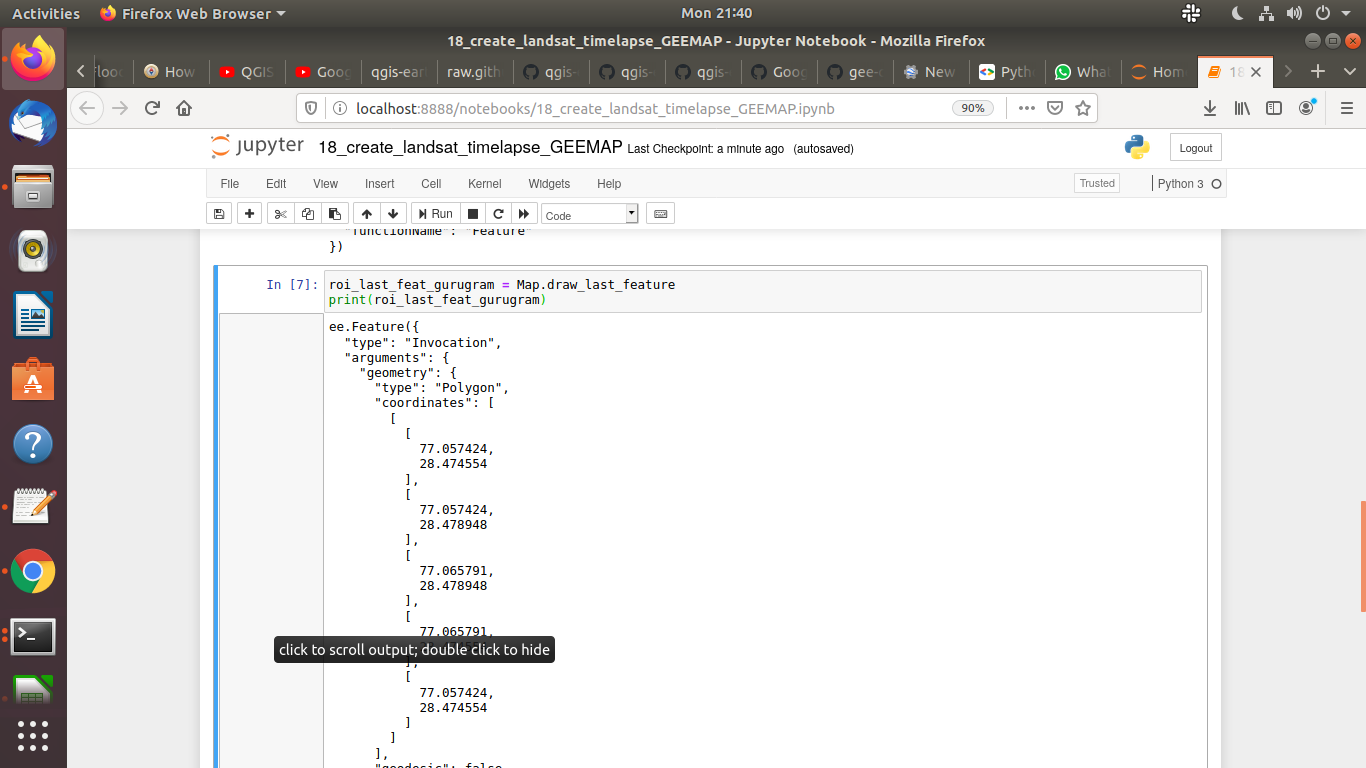 Activities
Firefox Web Browser
Mon 21:40
18_create_landsat_timelapse_GEEMAP - Jupyter Notebook - Mozilla Firefox
How
QGIS
Goog
qgis-ear
raw.gith
qgis-
qgis-
qgis-
Goog
gee-
New
Pyth
What
Hom
18
localhost:8888/notebooks/18_create_landsat_timelapse_GEEMAP.ipynb
90%
jupyter
18_create_landsat_timelapse_GEEMAP
Last Checkpoint: a minute ago (autosaved)
Logout
File Edit View Insert Cell Kernel Widgets Help
Trusted
Python 3
Run
Code
"functionName": "Feature"
})
In [7]:
roi_last_feat_gurugram = Map.draw_last_feature
print(roi_last_feat_gurugram)
ee.Feature({
"type": "Invocation",
"arguments": {
"geometry": {
"type": "Polygon",
"coordinates": [
[
[
77.057424,
28.474554
],
[
77.057424,
28.478948
],
[
77.065791,
28.478948
],
[
77.065791,
click to scroll output; double click to hide
],
[
77.057424,
28.474554
]
]
],
"geodesic": false